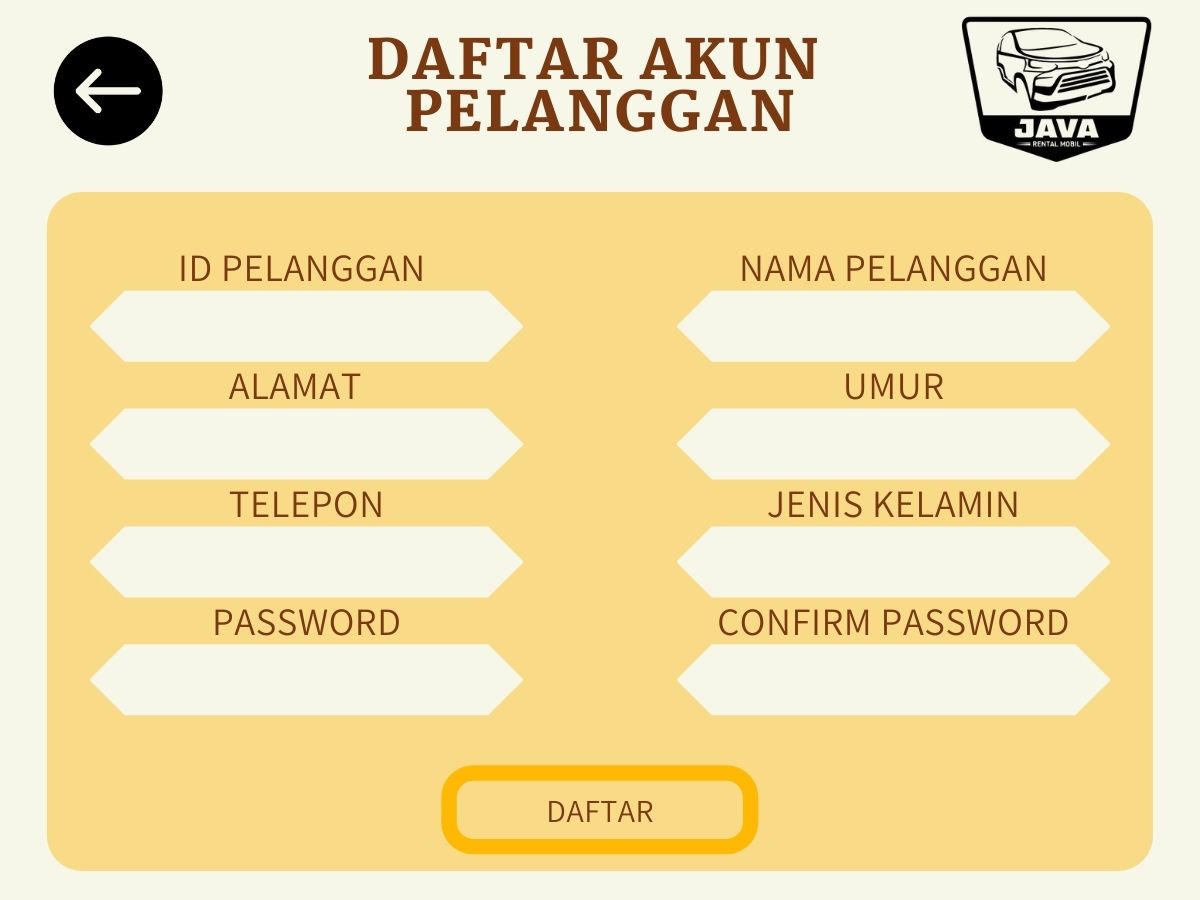 DAFTAR AKUN
PELANGGAN
JAVA
RENTAL MOBIL
ID PELANGGAN
NAMA PELANGGAN
ALAMAT
UMUR
TELEPON
JENIS KELAMIN
PASSWORD
CONFIRM PASSWORD
DAFTAR